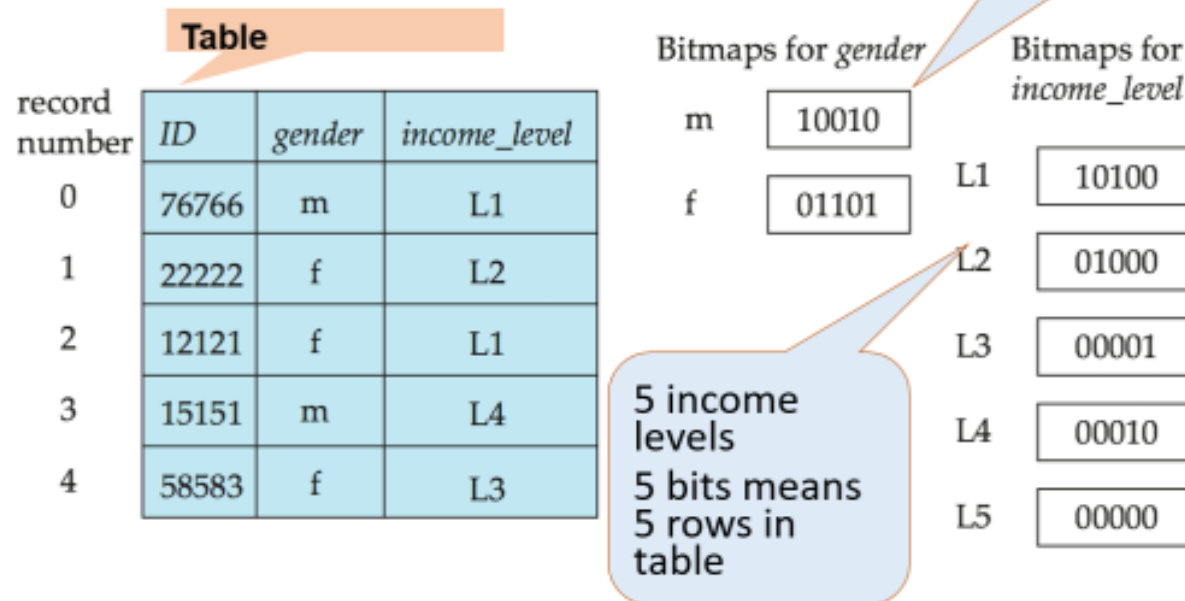 Table
record
number
ID gender income_level
0 76766 m L1
1 22222 f L2
2 12121 f L1
3 15151 m L4
4 58583 f L3
Bitmaps for gender
m 10010
f 01101
Bitmaps for
income_level
L1 10100
L2 01000
L3 00001
L4 00010
L5 00000
5 income
levels
5 bits means
5 rows in
table